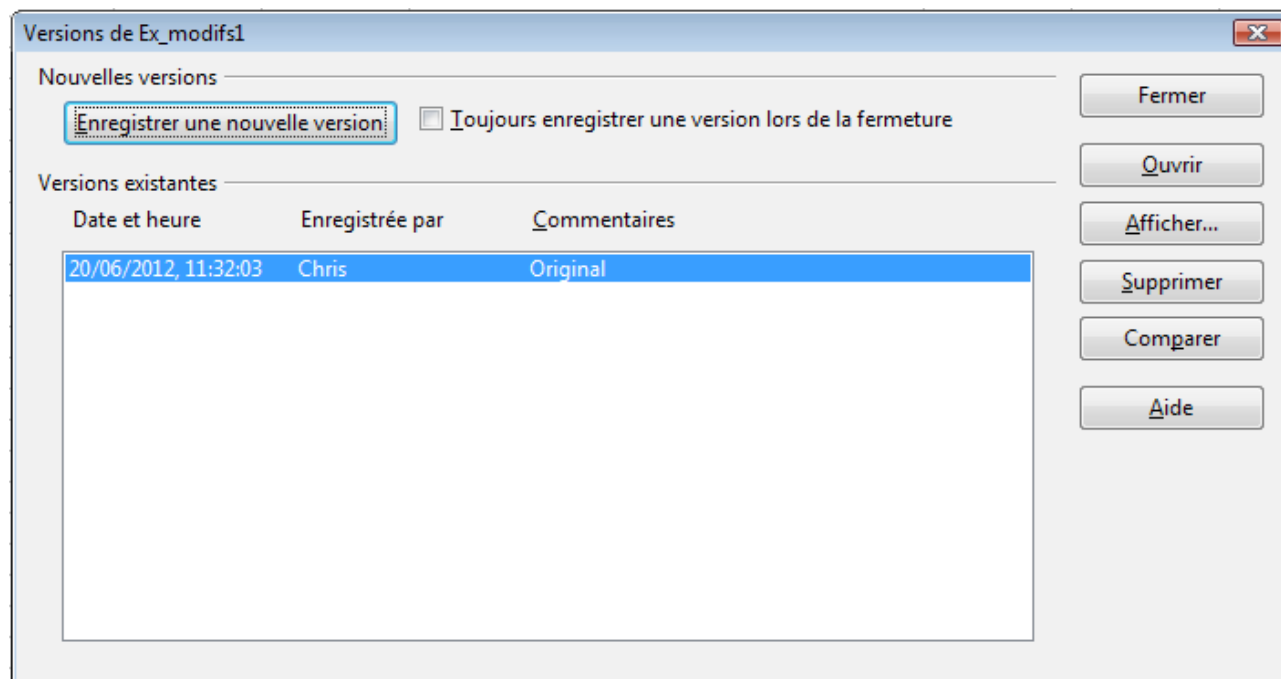 Versions de Ex_modifs1
Nouvelles versions
Enregistrer une nouvelle version
Toujours enregistrer une version lors de la fermeture
Versions existantes
Date et heure Enregistrée par Commentaires
20/06/2012, 11:32:03 Chris Original
Fermer
Ouvrir
Afficher...
Supprimer
Comparer
Aide